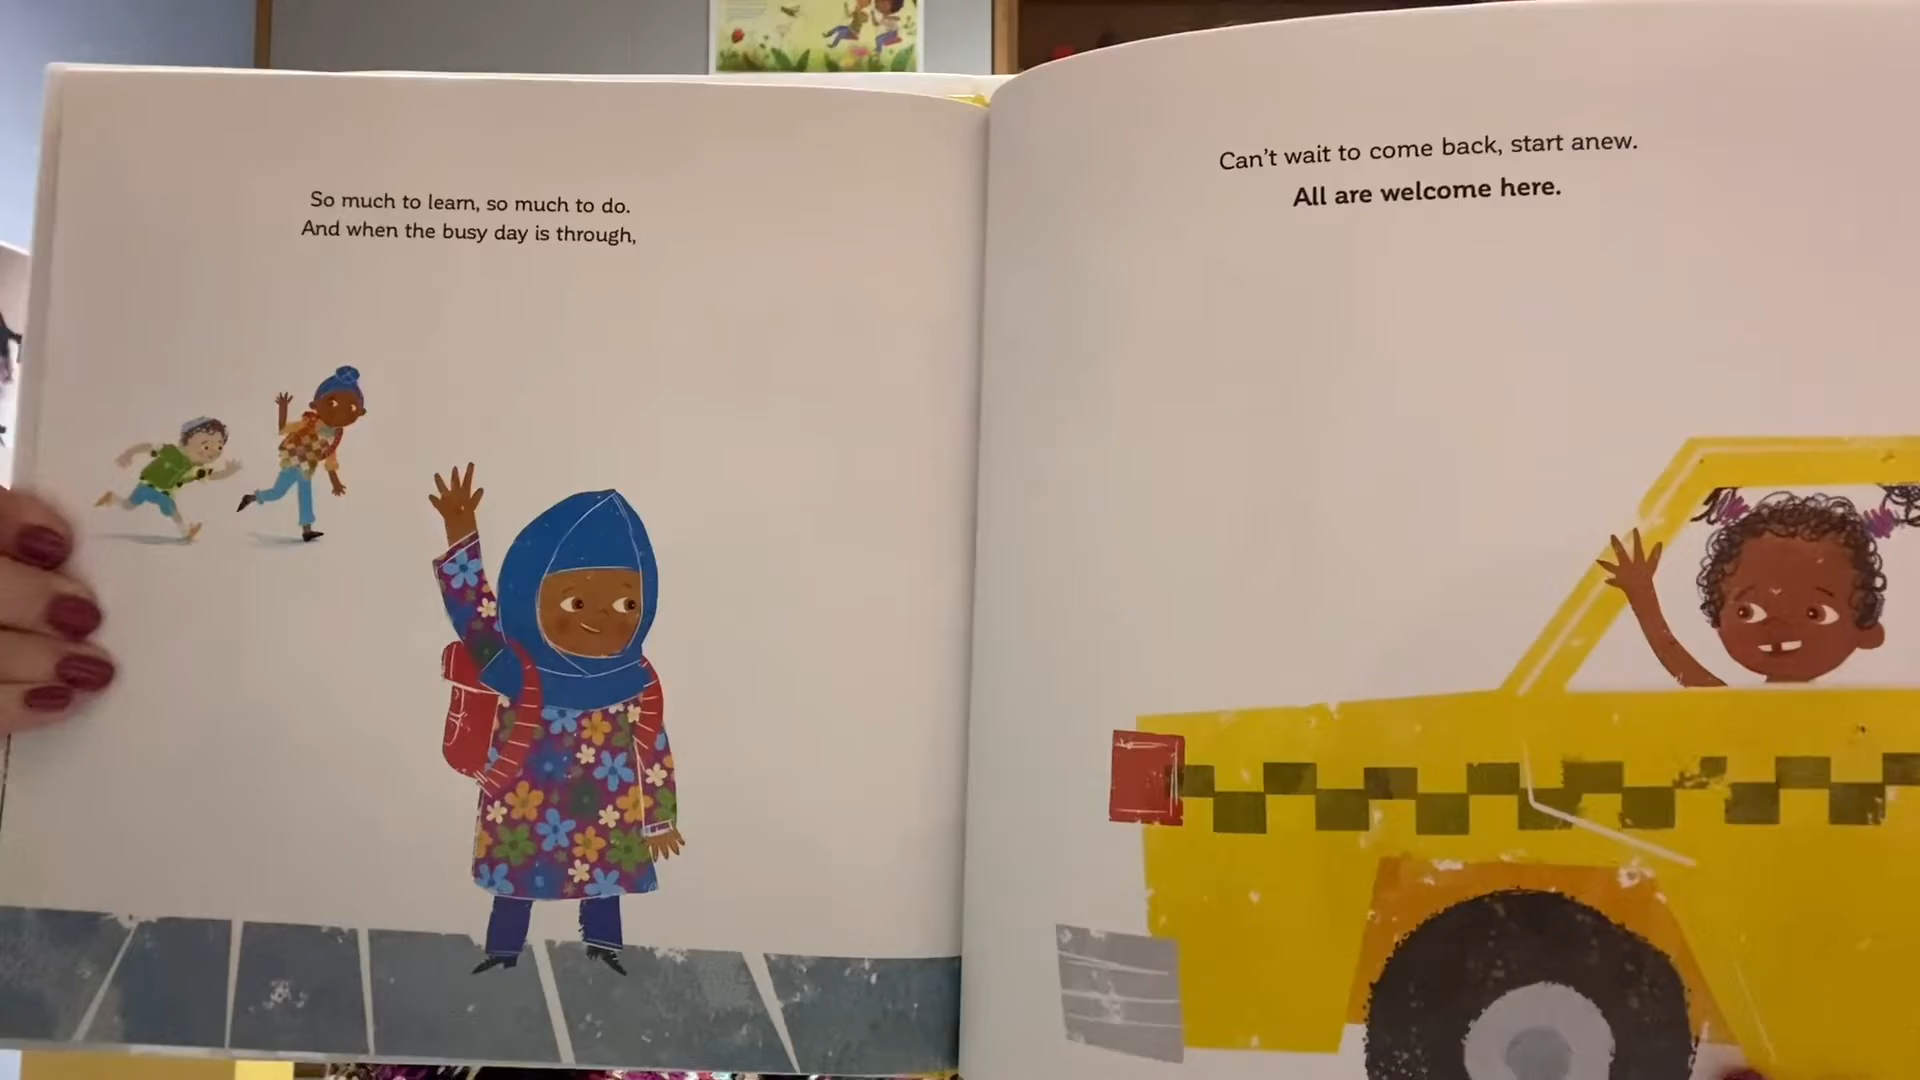 So much to learn, so much to do.
And when the busy day is through,
Can't wait to come back, start anew.
All are welcome here.